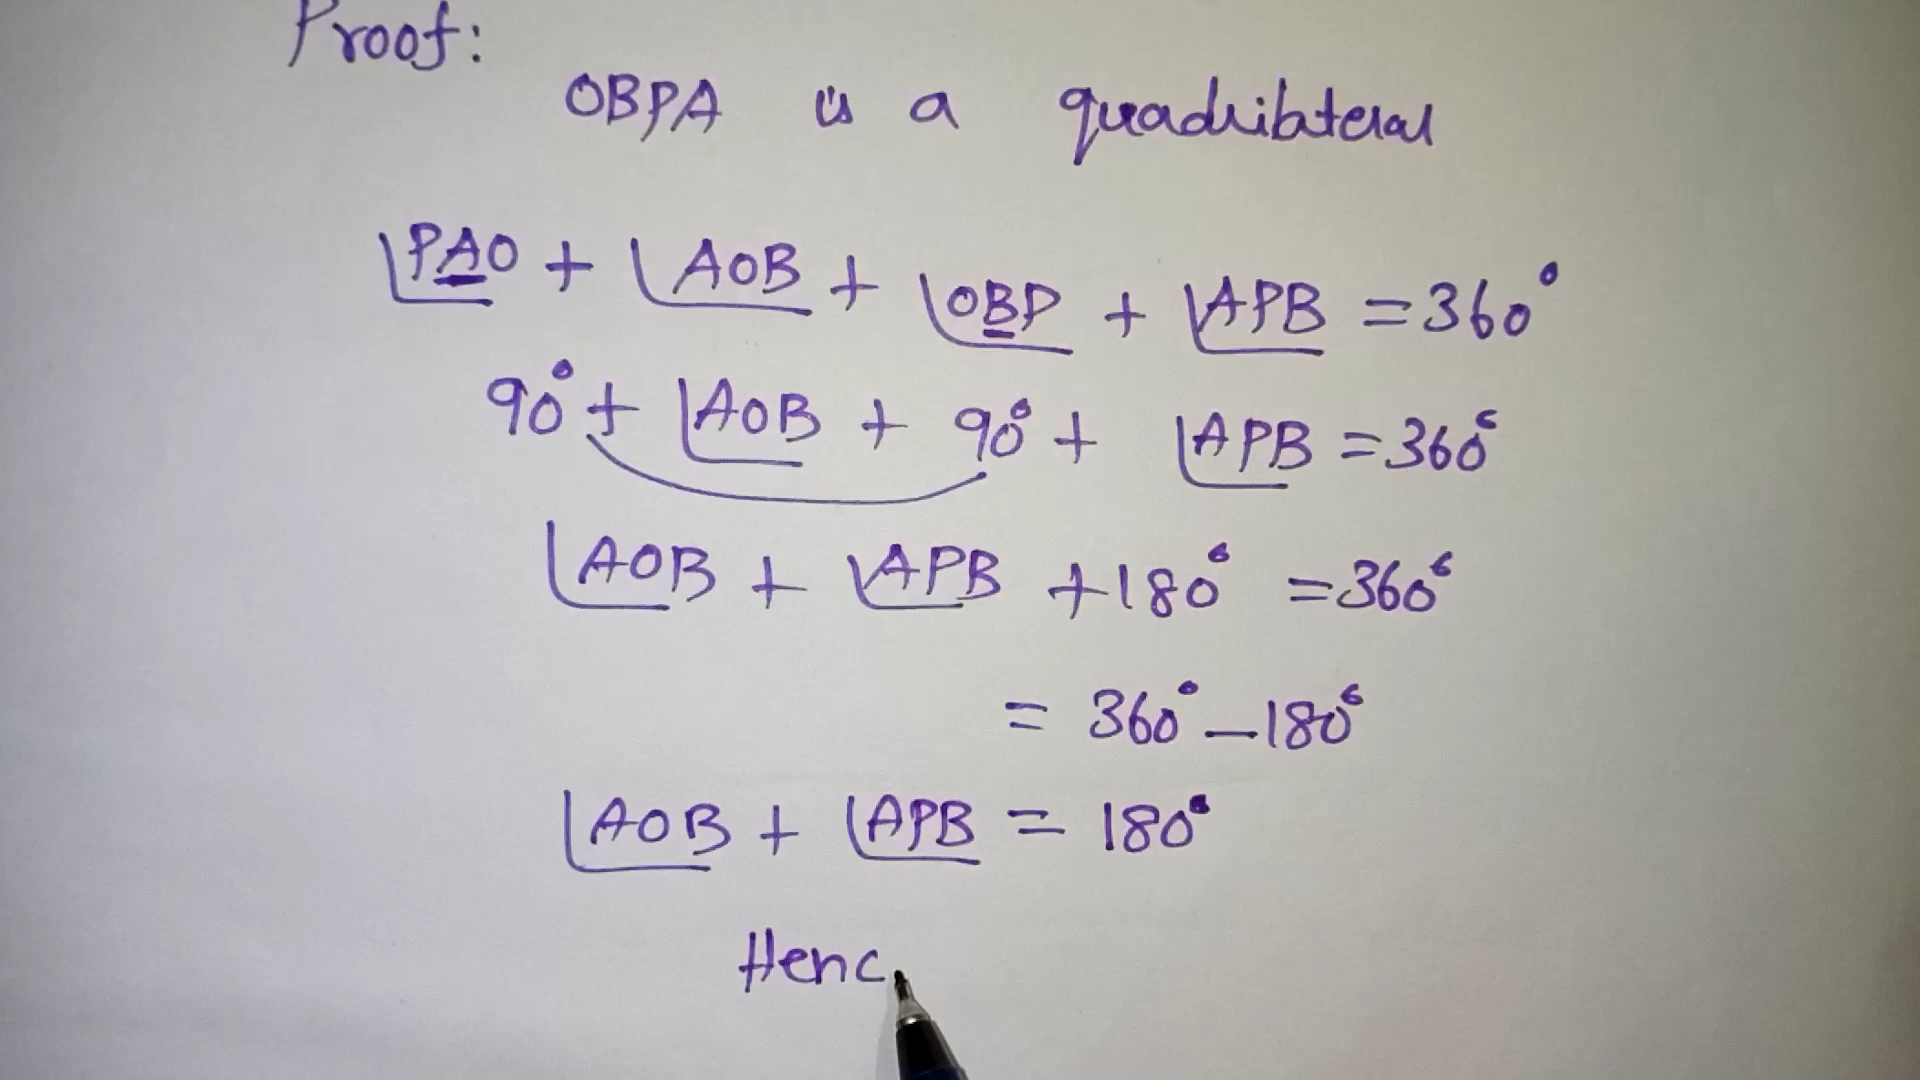 Proof:
OBPA is a quadrilateral
∠PAO + ∠AOB + ∠OBP + ∠APB = 360°
90° + ∠AOB + 90° + ∠APB = 360°
∠AOB + ∠APB + 180° = 360°
= 360° - 180°
∠AOB + ∠APB = 180°
Henc